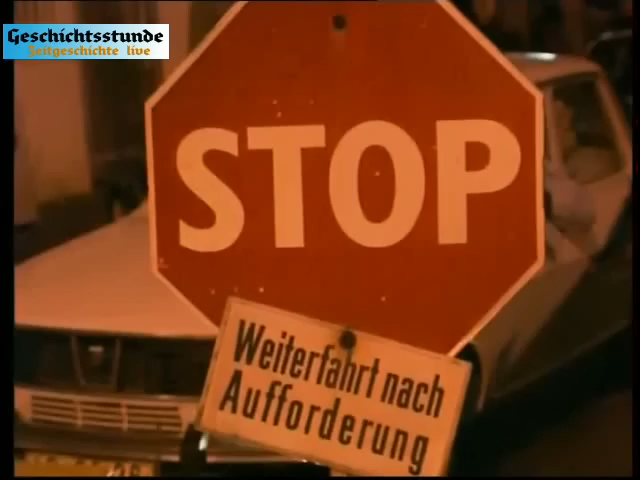 Geschichtsstunde
Zeitgeschichte live
STOP
Weiterfahrt nach
Aufforderung